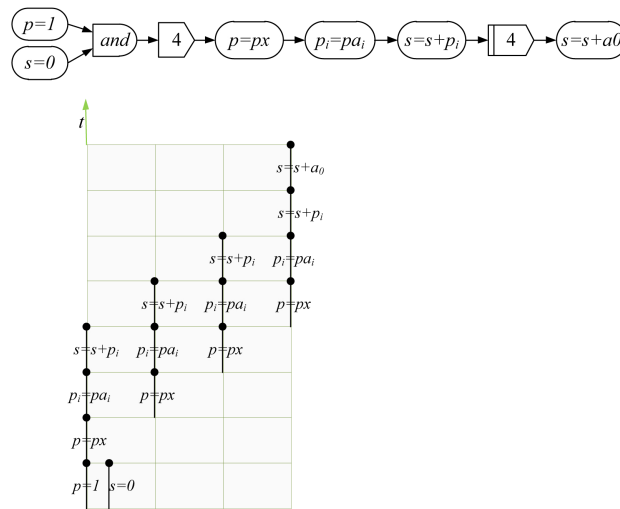 p=1
s=0
and
4
p=px
pᵢ=paᵢ
s=s+pᵢ
4
s=s+a0
t
s=s+a₀
s=s+pᵢ
s=s+pᵢ
pᵢ=paᵢ
s=s+pᵢ
pᵢ=paᵢ
p=px
s=s+pᵢ
pᵢ=paᵢ
p=px
pᵢ=paᵢ
p=px
p=px
p=1
s=0